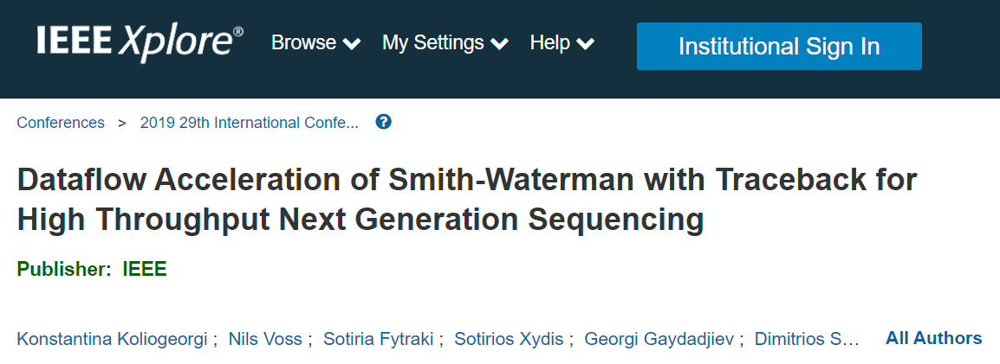 IEEE Xplore® Browse My Settings Help Institutional Sign In
Conferences > 2019 29th International Confe... ?
Dataflow Acceleration of Smith-Waterman with Traceback for
High Throughput Next Generation Sequencing
Publisher: IEEE
Konstantina Koliogeorgi ; Nils Voss ; Sotiria Fytraki ; Sotirios Xydis ; Georgi Gaydadjiev ; Dimitrios S... All Authors